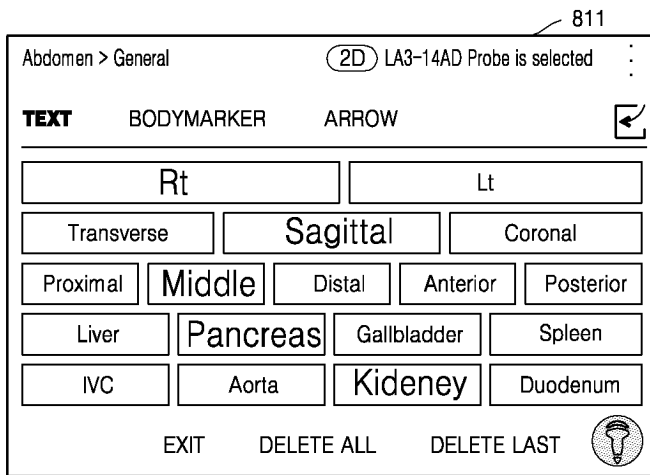 811
Abdomen > General 2D LA3-14AD Probe is selected
TEXT BODYMARKER ARROW
Rt Lt
Transverse Sagittal Coronal
Proximal Middle Distal Anterior Posterior
Liver Pancreas Gallbladder Spleen
IVC Aorta Kideney Duodenum
EXIT DELETE ALL DELETE LAST